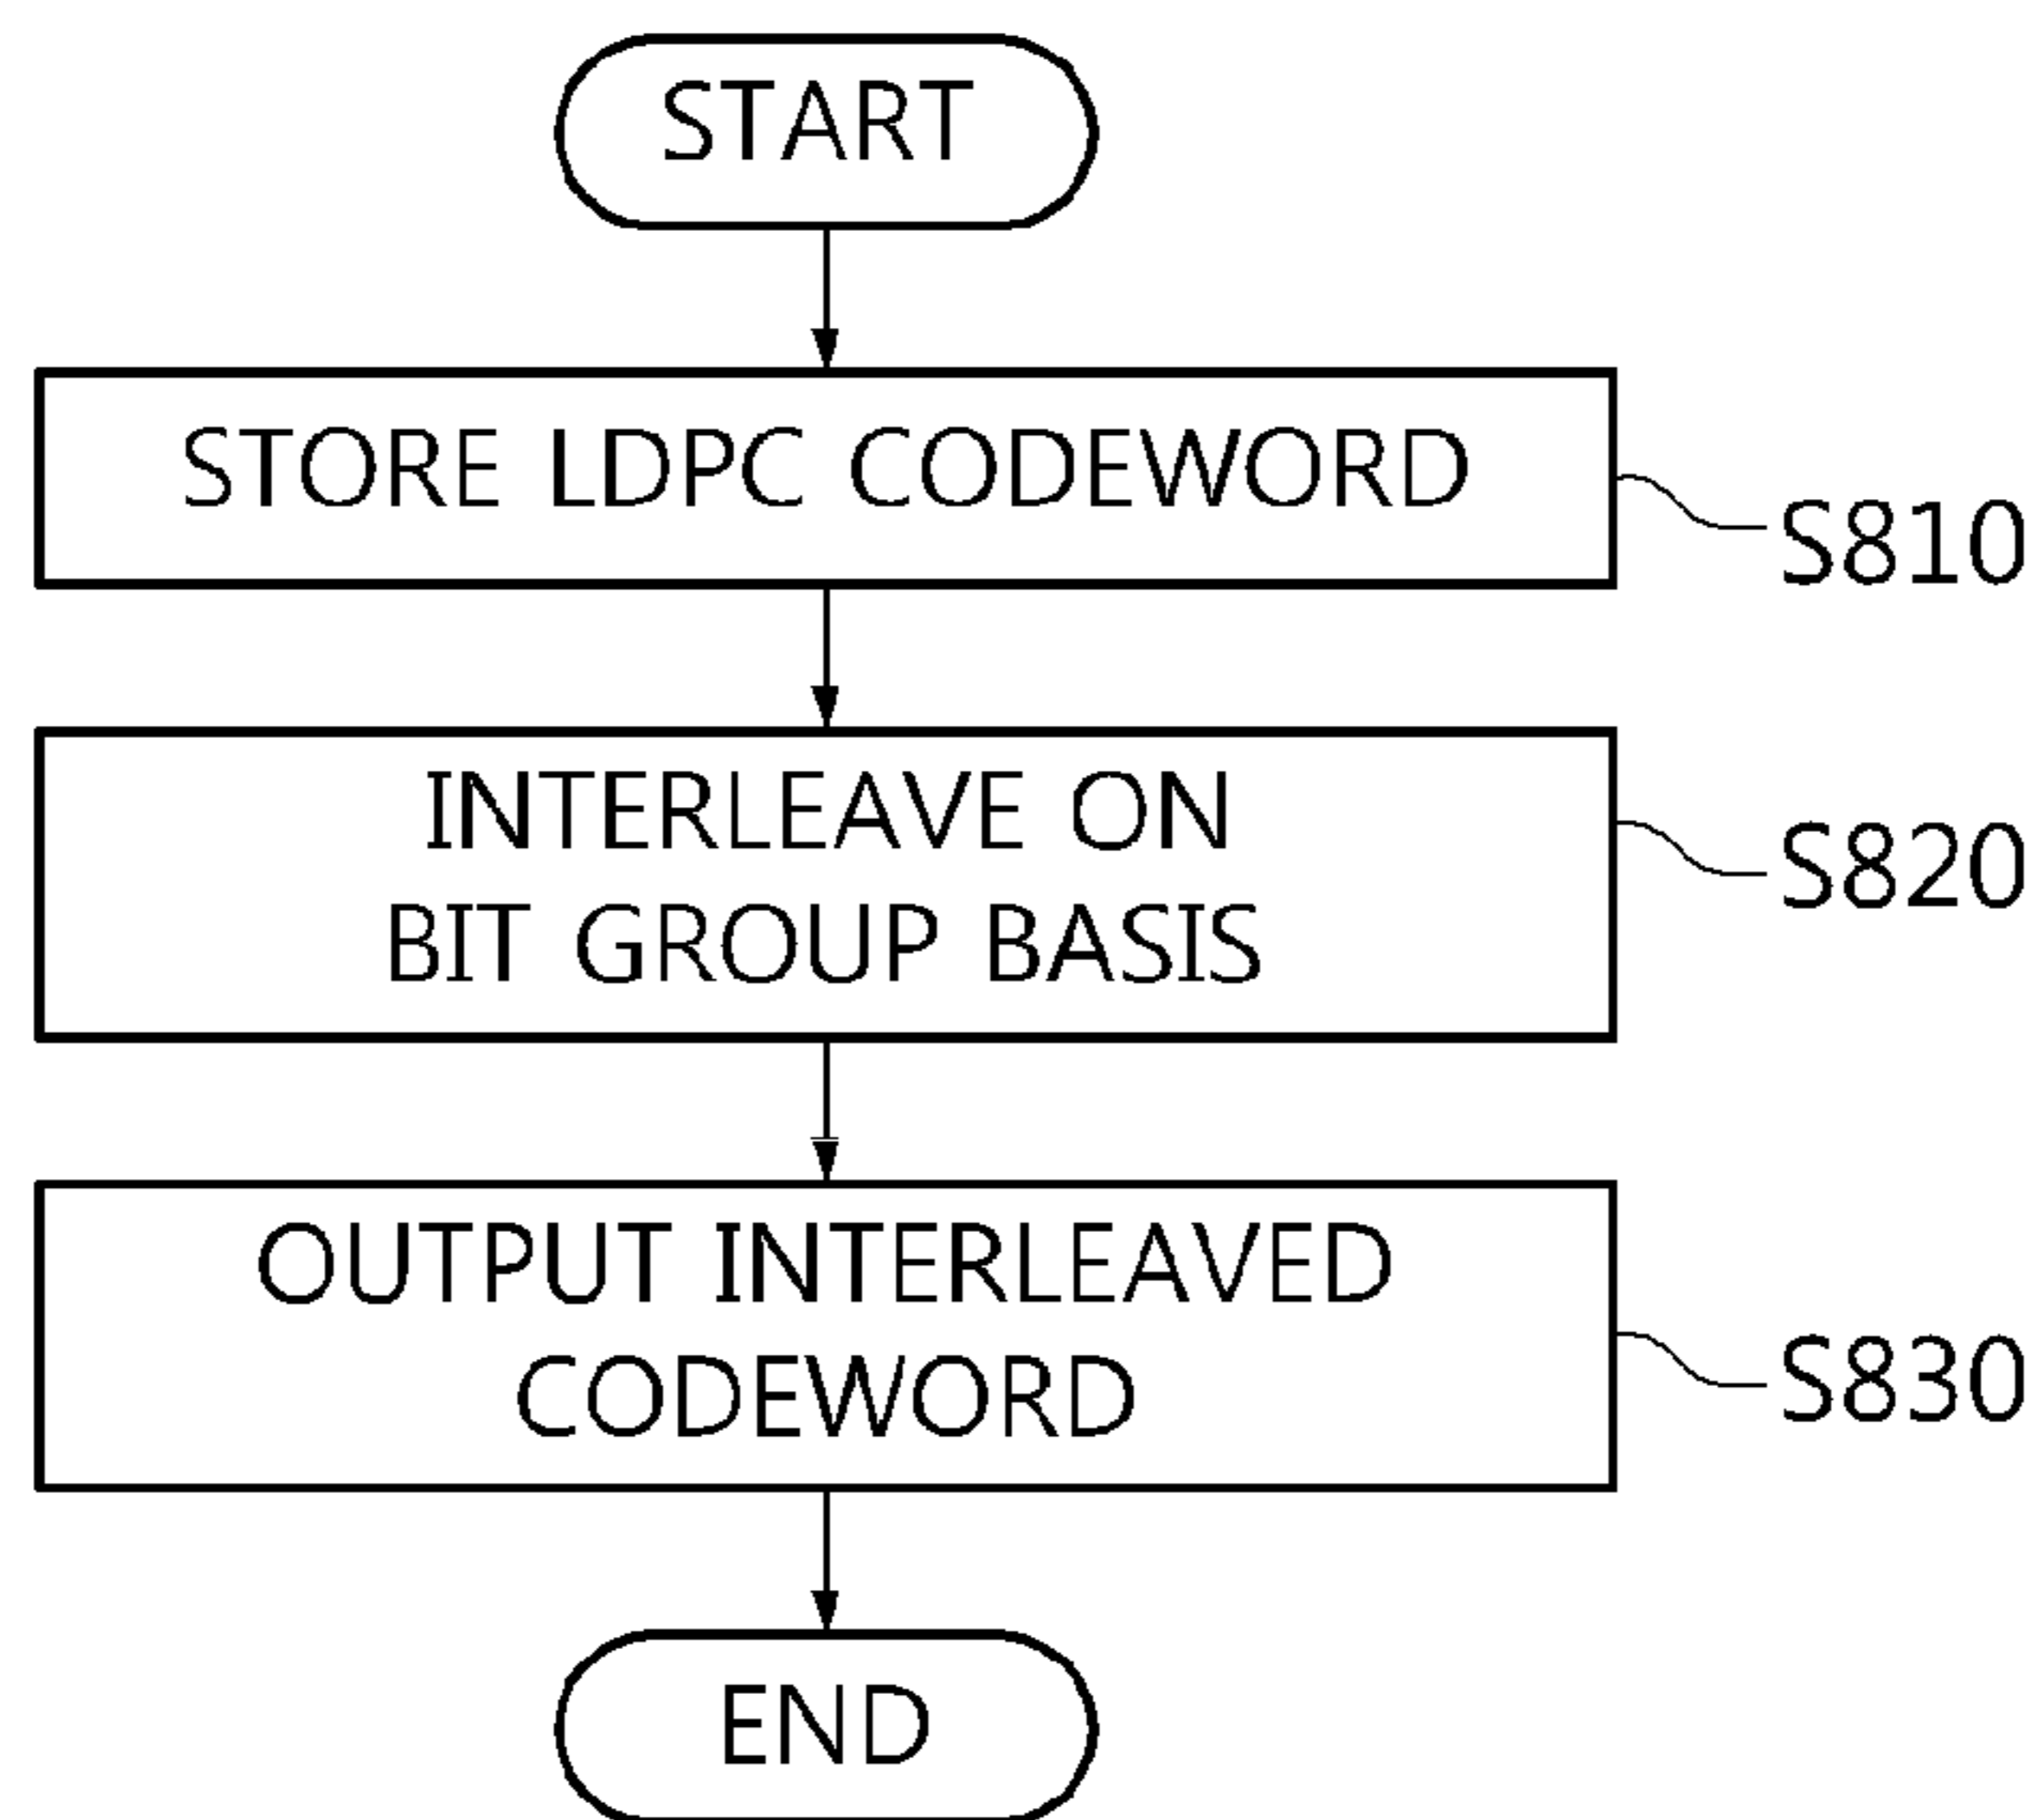 START
STORE LDPC CODEWORD
S810
INTERLEAVE ON
BIT GROUP BASIS
S820
OUTPUT INTERLEAVED
CODEWORD
S830
END